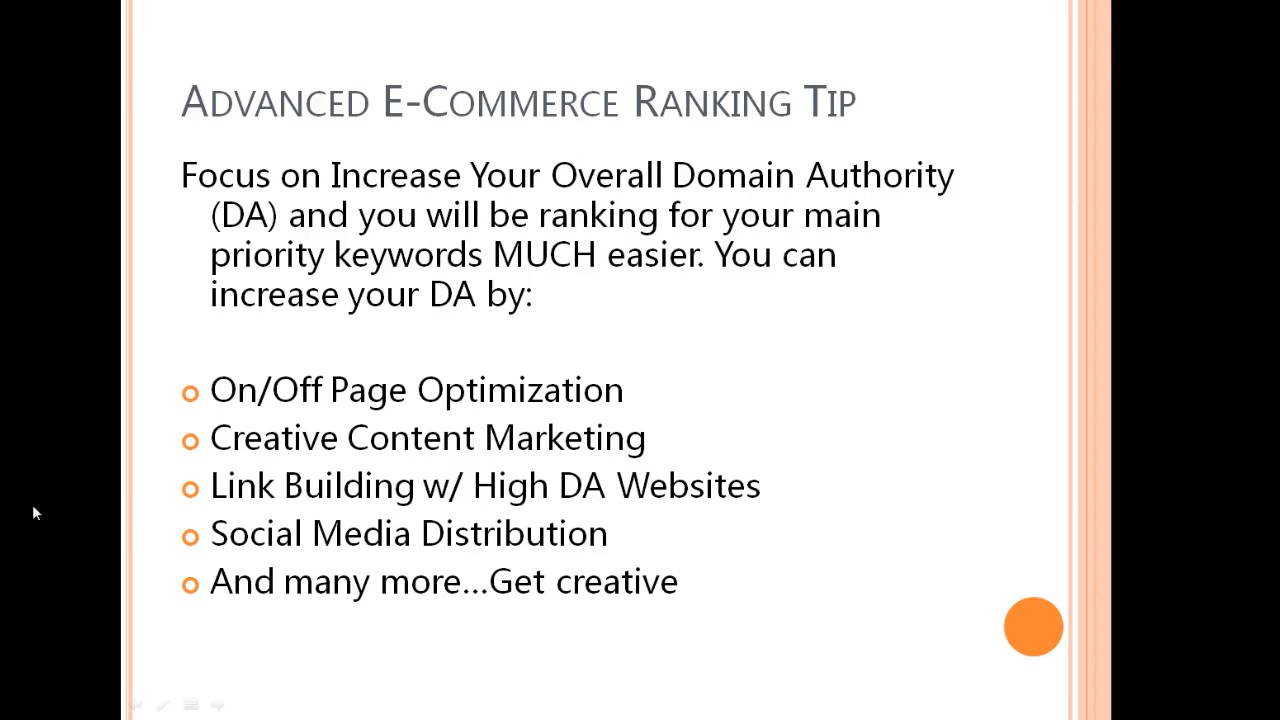 Advanced E-Commerce Ranking Tip
Focus on Increase Your Overall Domain Authority
(DA) and you will be ranking for your main
priority keywords MUCH easier. You can
increase your DA by:
On/Off Page Optimization
Creative Content Marketing
Link Building w/ High DA Websites
Social Media Distribution
And many more...Get creative